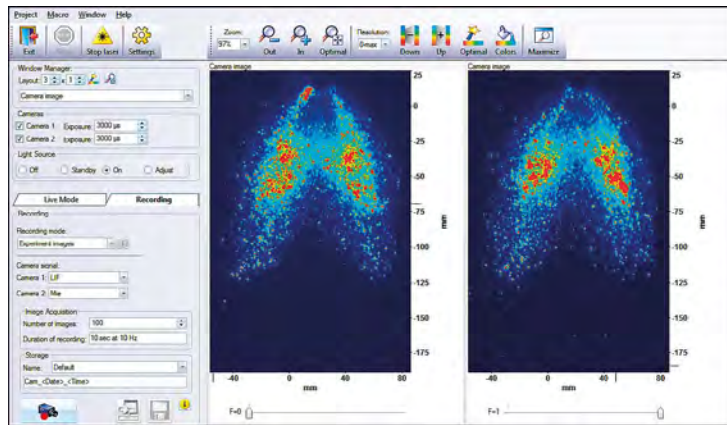 Project Macro Window Help
Exit Stop laser Settings
Zoom: 97% Out In Optimal Resolution: 0-max Down Up Optimal Colors Maximize
Window Manager:
Layout: 3 x 1
Camera image
Cameras
Camera 1 Exposure: 3000 µs
Camera 2 exposure: 3000 µs
Light Source
Off Standby On Adjust
Live Mode Recording
Recording
Recording mode:
Experiment images
Camera signal:
Camera 1: LIF
Camera 2: Mie
Image Acquisition
Number of images: 100
Duration of recording: 10 sec at 10 Hz
Storage
Name: Default
Cam_<Date>_<Time>
Camera image
25
0
-25
-50
-75
-100
-125
-150
-175
mm
-40 0 40 80
mm
F=0
Camera image
25
0
-25
-50
-75
-100
-125
-150
-175
mm
-40 0 40 80
mm
F=1